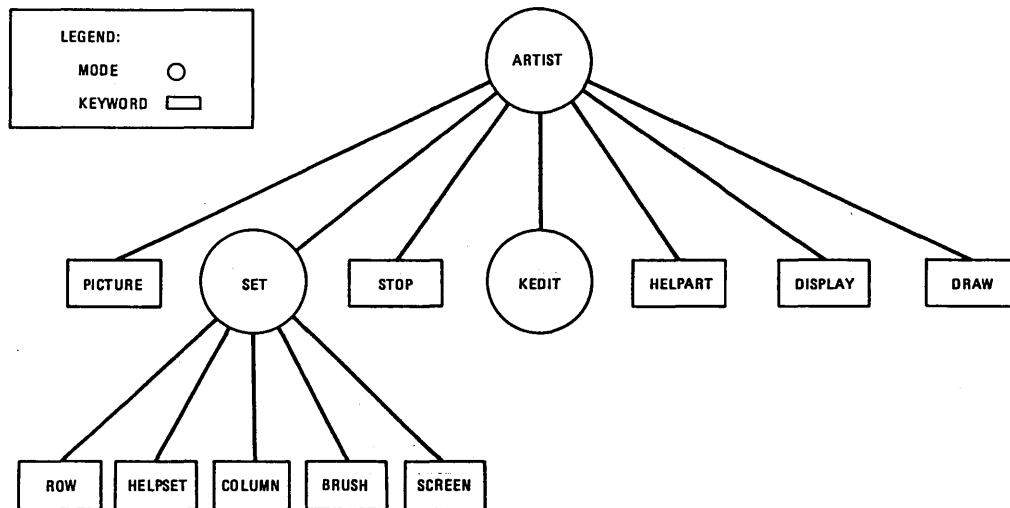 LEGEND:
MODE
KEYWORD
ARTIST
PICTURE SET STOP KEDIT HELPART DISPLAY DRAW
ROW HELPSET COLUMN BRUSH SCREEN